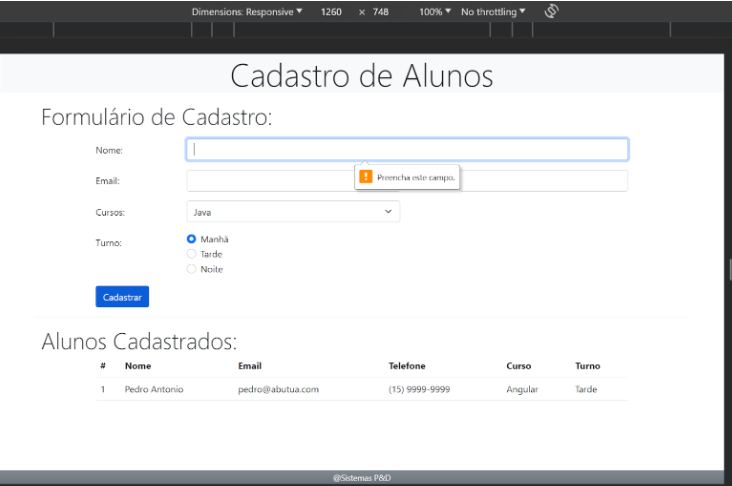 Dimensions: Responsive ▼ 1260 × 748 100% ▼ No throttling ▼
Cadastro de Alunos
Formulário de Cadastro:
Nome:
Preencha este campo.
Email:
Cursos: Java
Turno: Manhã
Tarde
Noite
Cadastrar
Alunos Cadastrados:
# Nome Email Telefone Curso Turno
1 Pedro Antonio pedro@abutua.com (15) 9999-9999 Angular Tarde
@Sistemas P&D